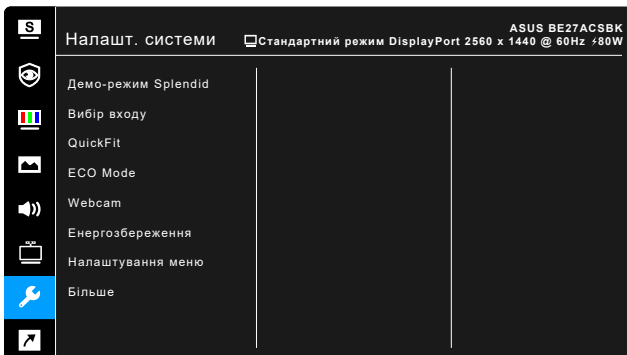 S
ASUS BE27ACSBK
Налашт. системи
Стандартний режим DisplayPort 2560 x 1440 @ 60Hz ⚡80W
Демо-режим Splendid
Вибір входу
QuickFit
ECO Mode
Webcam
Енергозбереження
Налаштування меню
Більше